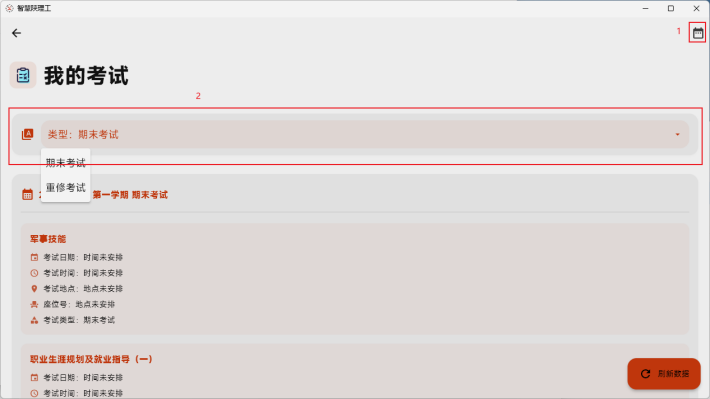 智慧陕理工
1
我的考试
2
类型：期末考试
期末考试
重修考试
第一学期 期末考试
军事技能
考试日期：时间未安排
考试时间：时间未安排
考试地点：地点未安排
座位号：地点未安排
考试类型：期末考试
职业生涯规划及就业指导（一）
考试日期：时间未安排
考试时间：时间未安排
刷新数据